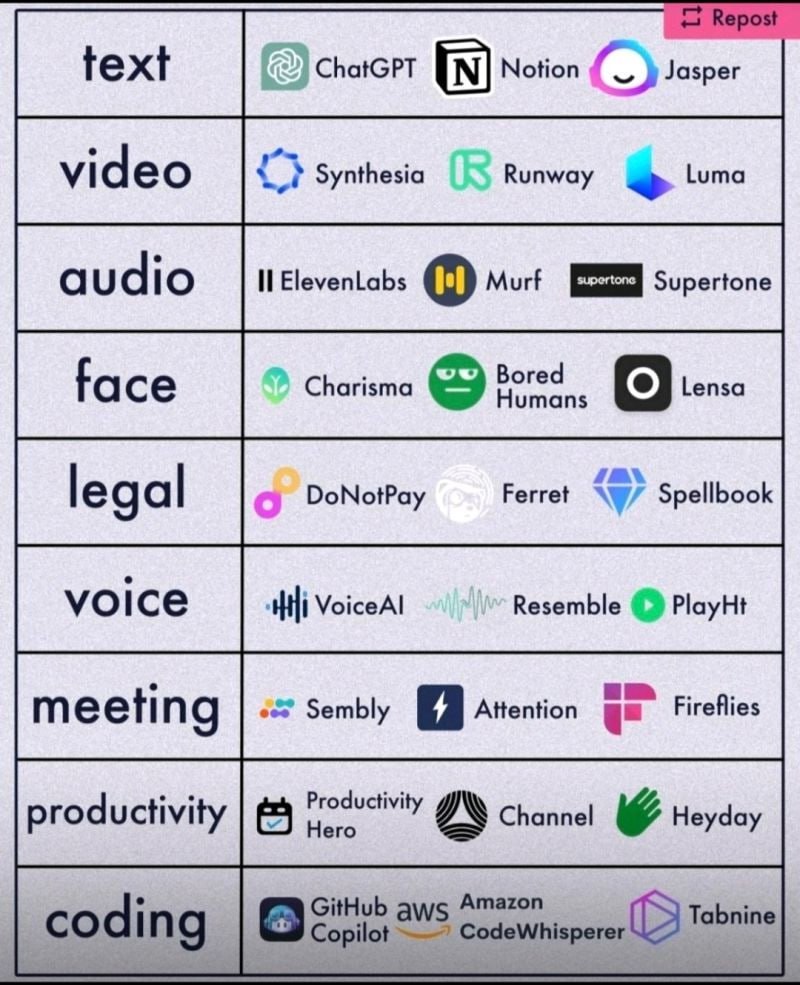 Repost
text ChatGPT N Notion Jasper
video Synthesia R Runway Luma
audio ElevenLabs Murf supertone Supertone
face Charisma Bored
Humans Lensa
legal DoNotPay Ferret Spellbook
voice VoiceAI Resemble PlayHt
meeting Sembly Attention Fireflies
productivity Productivity
Hero Channel Heyday
coding GitHub
Copilot aws Amazon
CodeWhisperer Tabnine